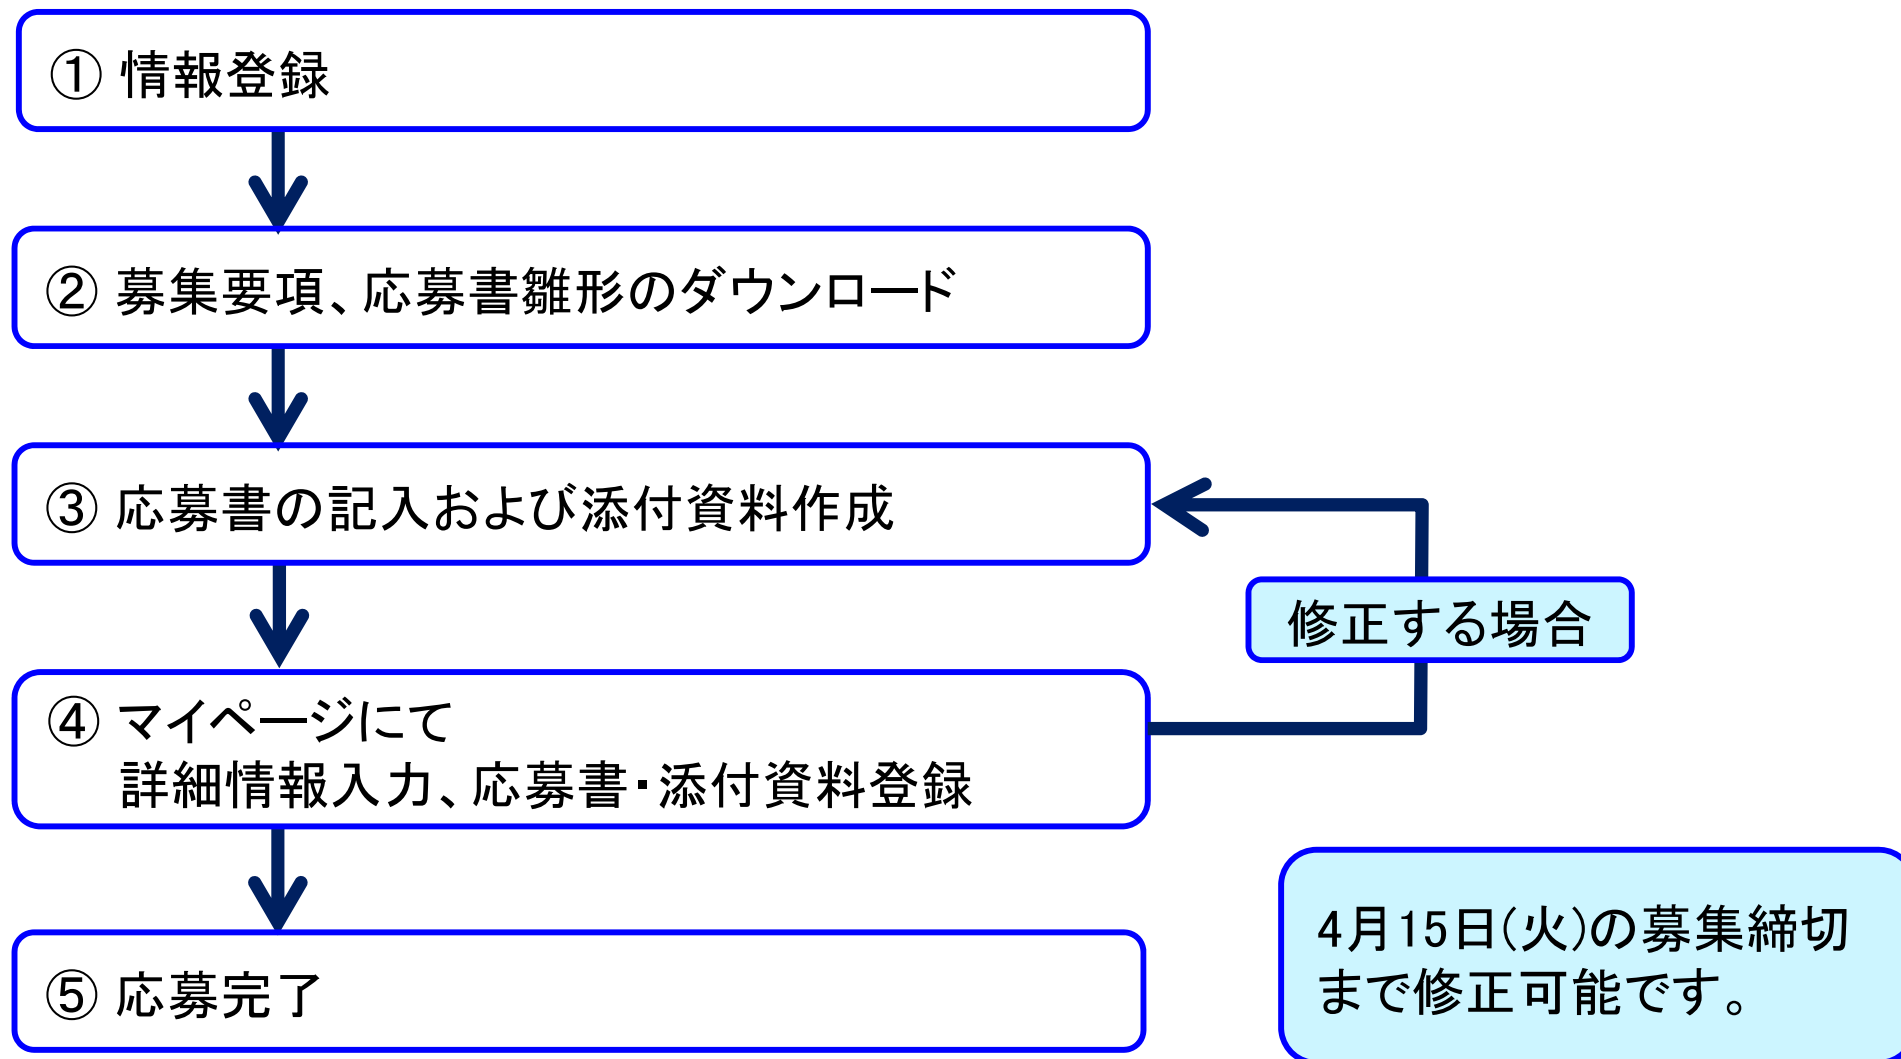 ① 情報登録
② 募集要項、応募書雛形のダウンロード
③ 応募書の記入および添付資料作成
修正する場合
④ マイページにて
詳細情報入力、応募書・添付資料登録
⑤ 応募完了
4月15日(火)の募集締切
まで修正可能です。